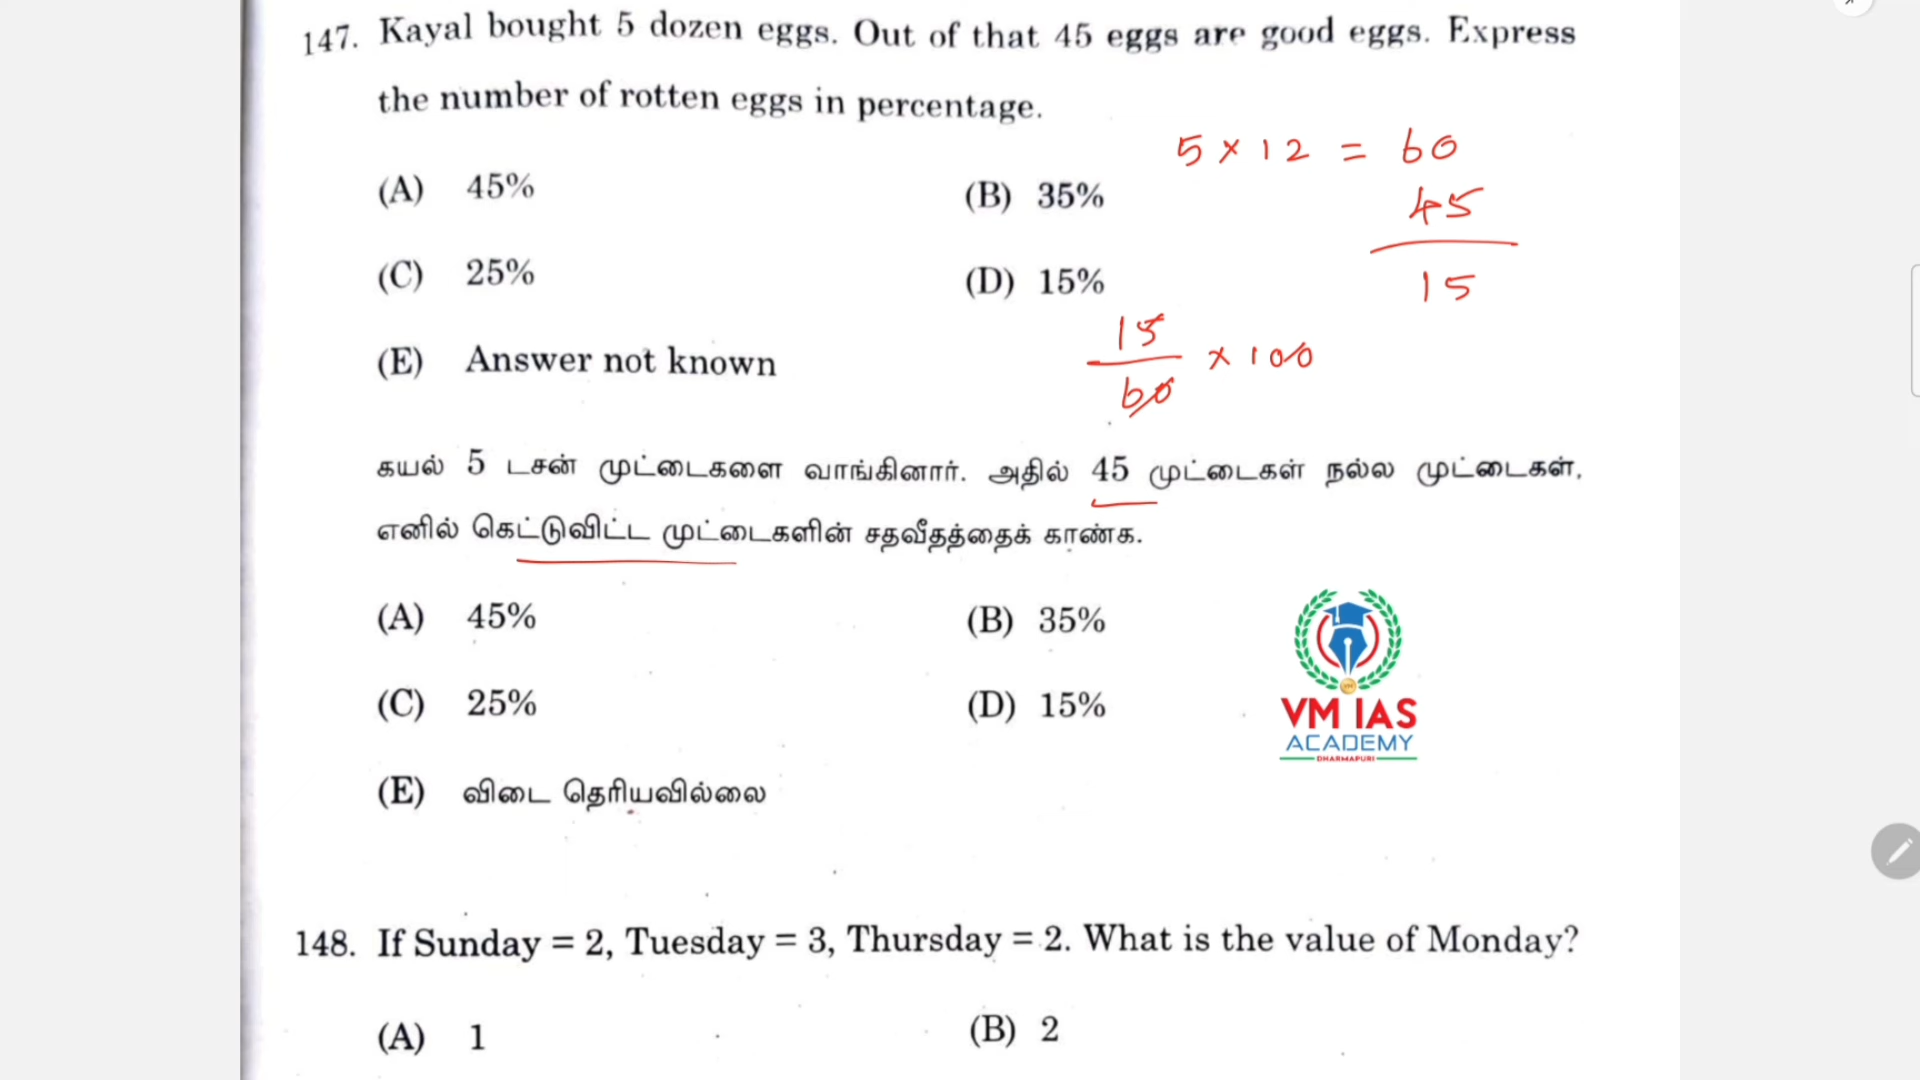 147. Kayal bought 5 dozen eggs. Out of that 45 eggs are good eggs. Express
the number of rotten eggs in percentage.
5 × 12 = 60
45
15
(A) 45% (B) 35%
(C) 25% (D) 15%
15
60
× 100
(E) Answer not known
கயல் 5 டசன் முட்டைகளை வாங்கினார். அதில் 45 முட்டைகள் நல்ல முட்டைகள்,
எனில் கெட்டுவிட்ட முட்டைகளின் சதவீதத்தைக் காண்க.
(A) 45% (B) 35%
(C) 25% (D) 15%
VM IAS
ACADEMY
DHARMAPURI
(E) விடை தெரியவில்லை
148. If Sunday = 2, Tuesday = 3, Thursday = 2. What is the value of Monday?
(A) 1 (B) 2